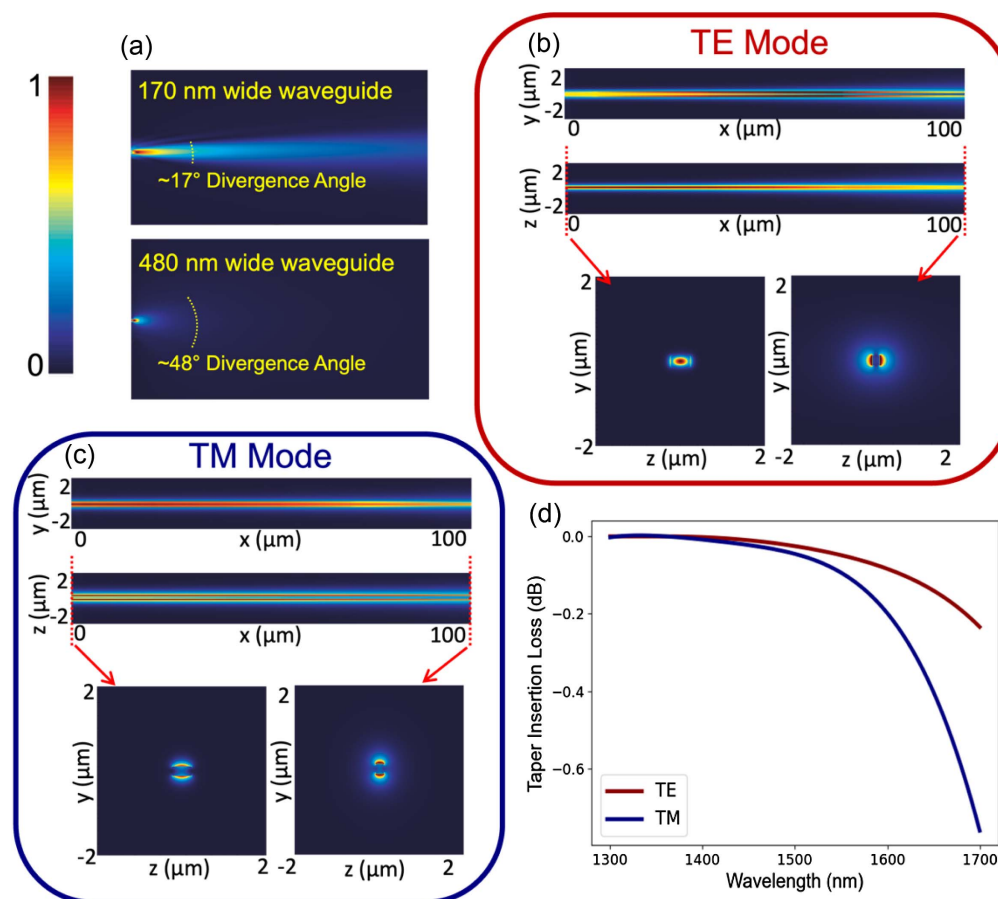 (a)
1
0
170 nm wide waveguide
~17° Divergence Angle
480 nm wide waveguide
~48° Divergence Angle
(b)
TE Mode
y (µm)
2
-2
0
x (µm)
100
z (µm)
2
-2
0
x (µm)
100
y (µm)
2
-2
z (µm)
2
y (µm)
2
-2
z (µm)
2
(c)
TM Mode
y (µm)
2
-2
0
x (µm)
100
z (µm)
2
-2
0
x (µm)
100
y (µm)
2
-2
z (µm)
2
y (µm)
2
-2
z (µm)
2
(d)
Taper Insertion Loss (dB)
0.0
−0.2
−0.4
−0.6
TE
TM
1300
1400
1500
1600
1700
Wavelength (nm)